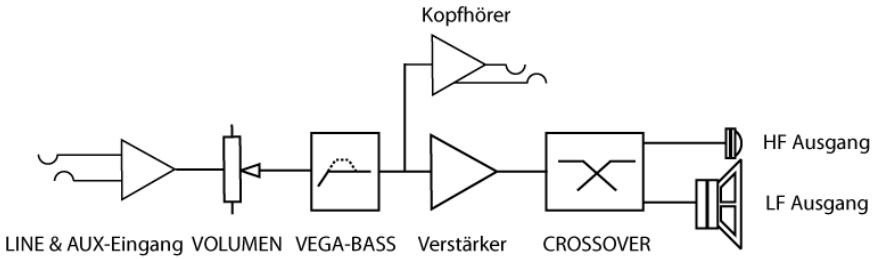 Kopfhörer
HF Ausgang
LF Ausgang
LINE & AUX-Eingang VOLUMEN VEGA-BASS Verstärker CROSSOVER